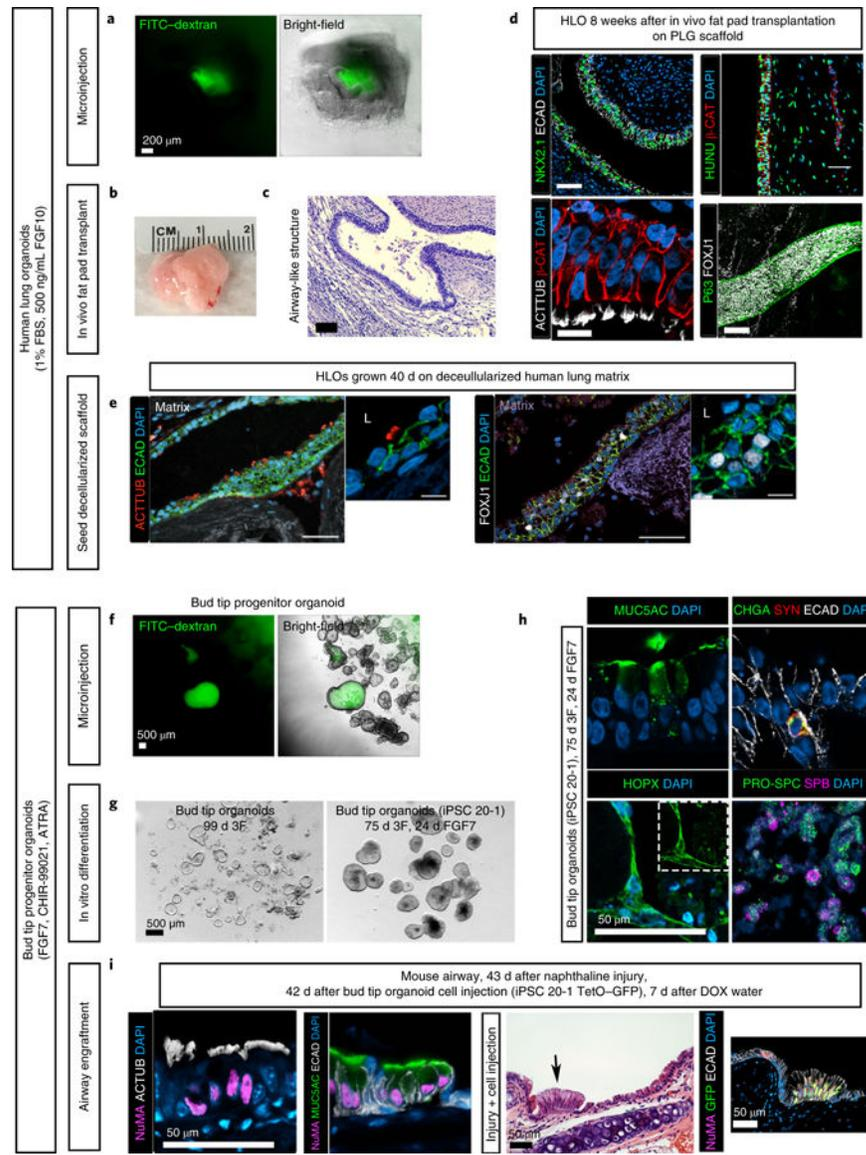 Human lung organoids
(1% FBS, 500 ng/mL FGF10)
Microinjection
a
FITC–dextran
Bright-field
200 µm
In vivo fat pad transplant
b
CM 1 2
c
Airway-like structure
d
HLO 8 weeks after in vivo fat pad transplantation
on PLG scaffold
NKX2.1 ECAD DAPI
HUNU β-CAT DAPI
ACTTUB β-CAT DAPI
P63 FOXJ1
Seed decellularized scaffold
HLOs grown 40 d on deceullularized human lung matrix
e
Matrix
L
ACTTUB ECAD DAPI
Matrix
L
FOXJ1 ECAD DAPI
Bud tip progenitor organoids
(FGF7, CHIR-99021, ATRA)
Microinjection
Bud tip progenitor organoid
f
FITC–dextran
Bright-field
500 µm
In vitro differentiation
g
Bud tip organoids
99 d 3F
500 µm
Bud tip organoids (iPSC 20-1)
75 d 3F, 24 d FGF7
h
Bud tip organoids (iPSC 20-1), 75 d 3F, 24 d FGF7
MUC5AC DAPI
CHGA SYN ECAD DAPI
HOPX DAPI
50 µm
PRO-SPC SPB DAPI
Airway engraftment
i
Mouse airway, 43 d after naphthaline injury,
42 d after bud tip organoid cell injection (iPSC 20-1 TetO–GFP), 7 d after DOX water
NuMA ACTUB DAPI
50 µm
NuMA MUC5AC ECAD DAPI
Injury + cell injection
50 µm
NuMA GFP ECAD DAPI
50 µm